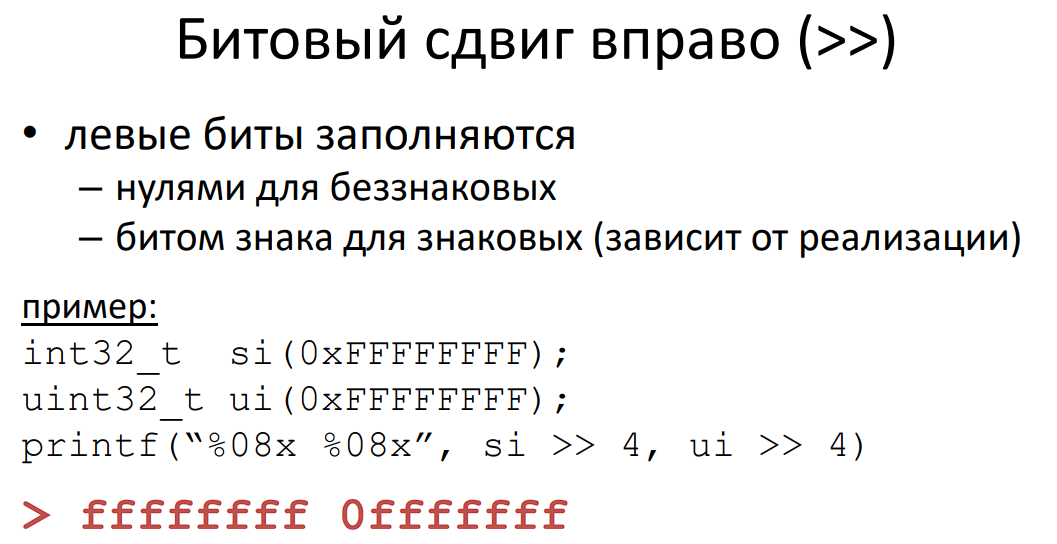 Битовый сдвиг вправо (>>)
• левые биты заполняются
– нулями для беззнаковых
– битом знака для знаковых (зависит от реализации)
пример:
int32_t  si(0xFFFFFFFF);
uint32_t ui(0xFFFFFFFF);
printf(“%08x %08x”, si >> 4, ui >> 4)
> ffffffff 0fffffff